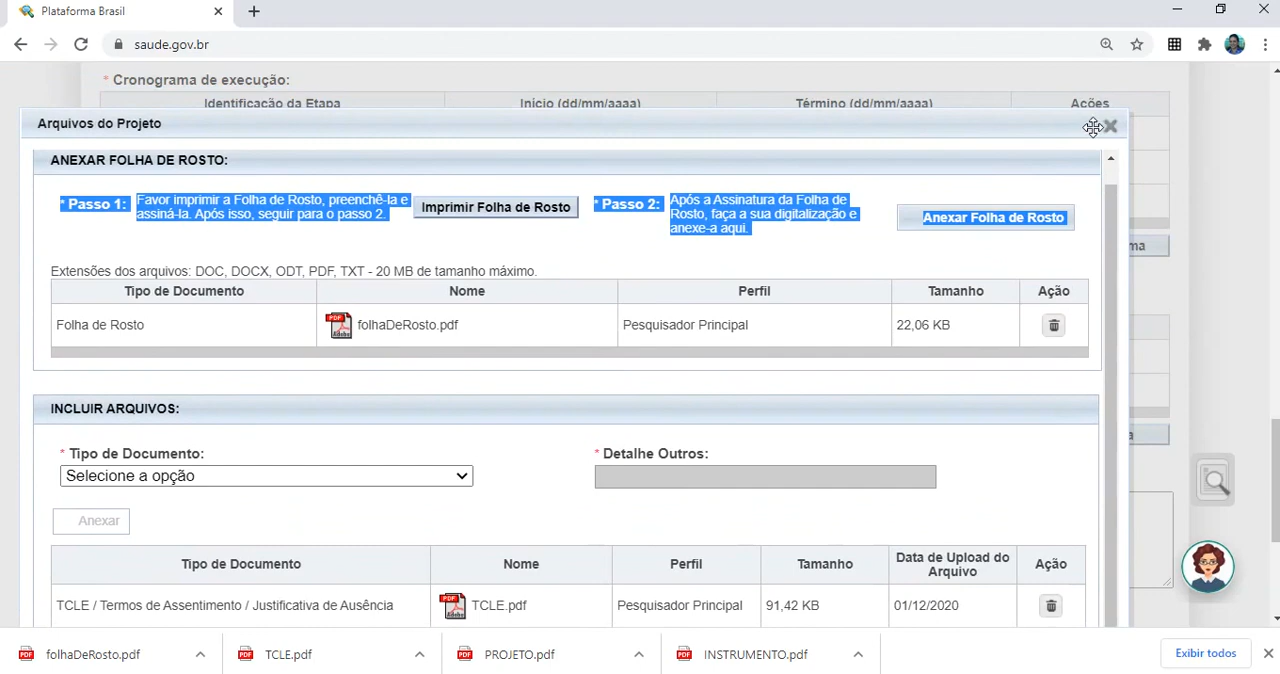 Plataforma Brasil
saude.gov.br
* Cronograma de execução:
Identificação da Etapa Início (dd/mm/aaaa) Término (dd/mm/aaaa) Ações
Arquivos do Projeto
ANEXAR FOLHA DE ROSTO:
* Passo 1: Favor imprimir a Folha de Rosto, preenchê-la e
assiná-la. Após isso, seguir para o passo 2.
Imprimir Folha de Rosto
* Passo 2: Após a Assinatura da Folha de
Rosto, faça a sua digitalização e
anexe-a aqui.
Anexar Folha de Rosto
ma
Extensões dos arquivos: DOC, DOCX, ODT, PDF, TXT - 20 MB de tamanho máximo.
Tipo de Documento Nome Perfil Tamanho Ação
Folha de Rosto folhaDeRosto.pdf Pesquisador Principal 22,06 KB
INCLUIR ARQUIVOS:
a
* Tipo de Documento: * Detalhe Outros:
Selecione a opção
Anexar
Tipo de Documento Nome Perfil Tamanho Data de Upload do
Arquivo Ação
TCLE / Termos de Assentimento / Justificativa de Ausência TCLE.pdf Pesquisador Principal 91,42 KB 01/12/2020
folhaDeRosto.pdf TCLE.pdf PROJETO.pdf INSTRUMENTO.pdf Exibir todos